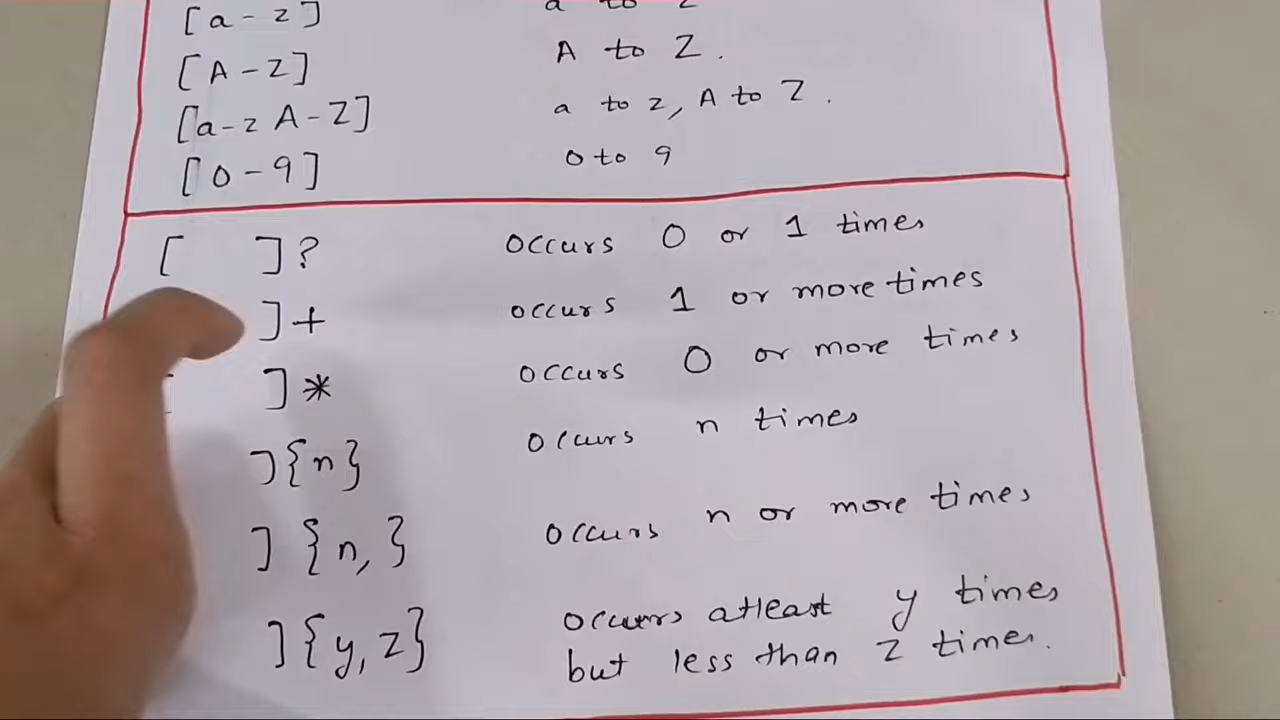 [a-z] a to z
[A-Z] A to Z.
[a-z A-Z] a to z, A to Z.
[0-9] 0 to 9
[ ]? occurs 0 or 1 times
]+ occurs 1 or more times
[ ]* occurs 0 or more times
]{n} occurs n times
]{n,} occurs n or more times
]{y,z} occurs atleast y times
but less than z times.